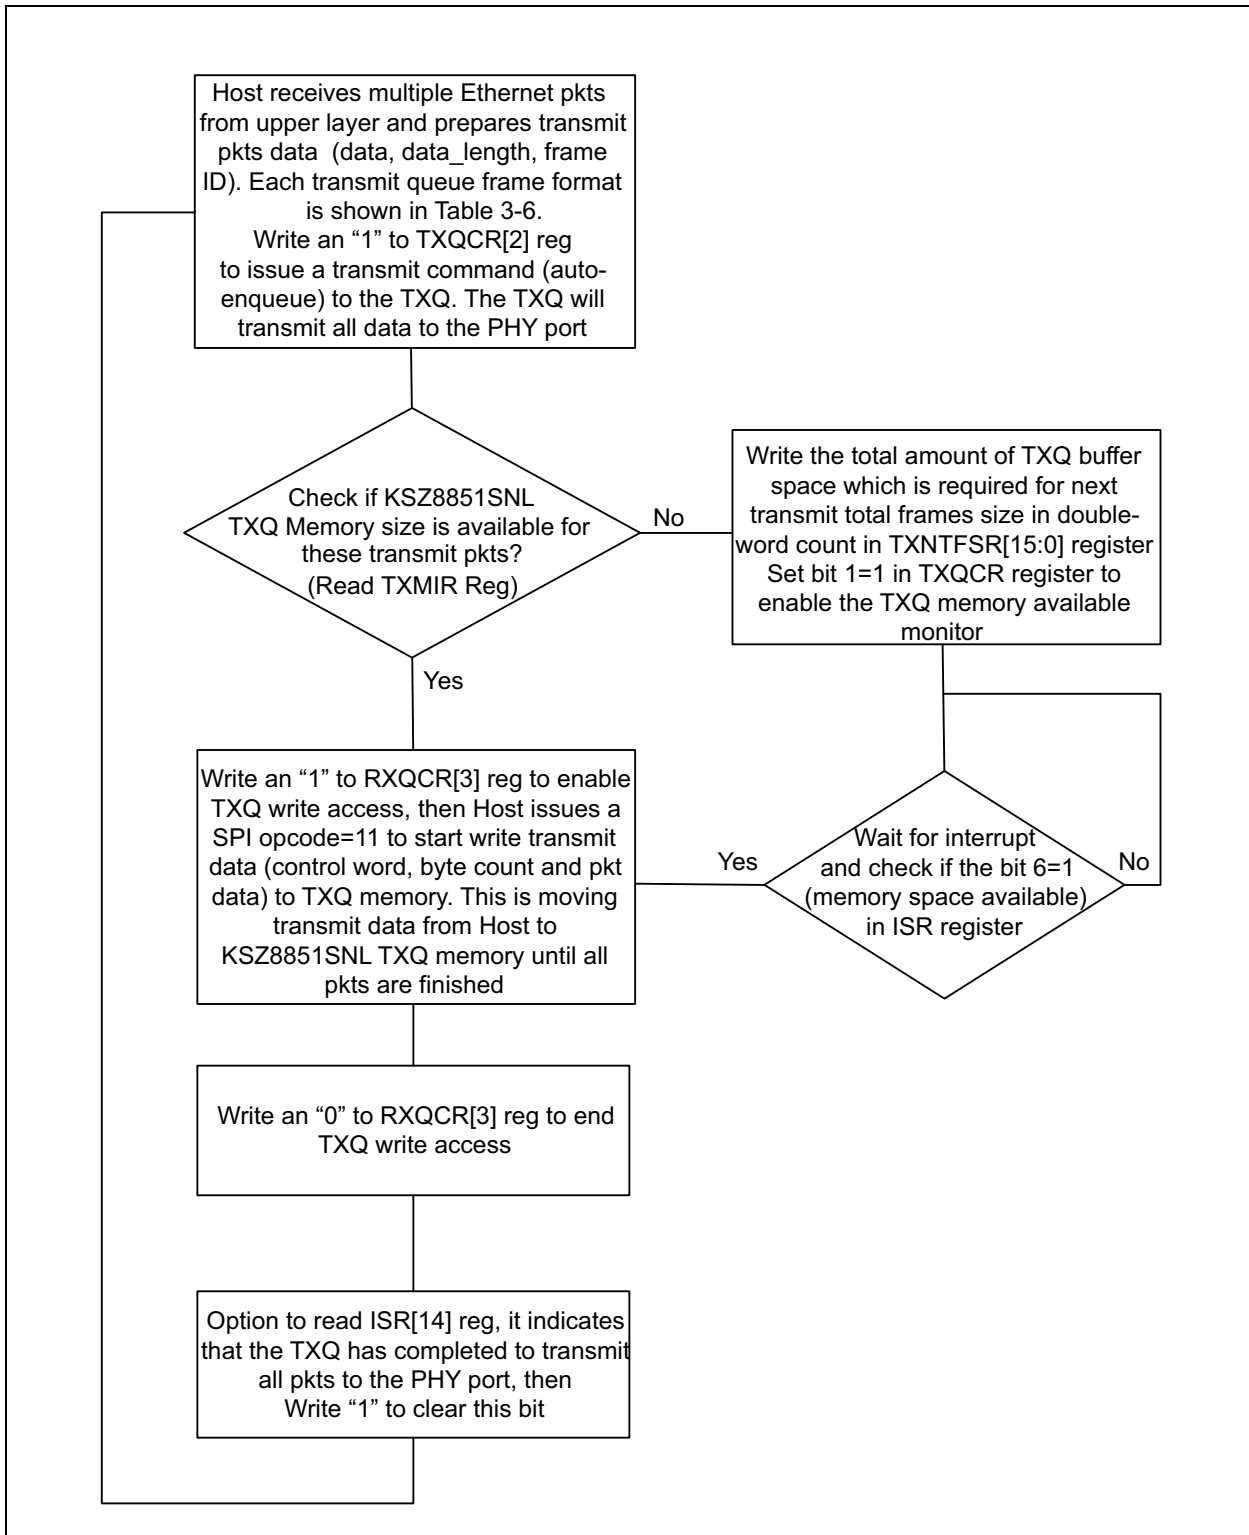 Host receives multiple Ethernet pkts
from upper layer and prepares transmit
pkts data (data, data_length, frame
ID). Each transmit queue frame format
is shown in Table 3-6.
Write an “1” to TXQCR[2] reg
to issue a transmit command (auto-
enqueue) to the TXQ. The TXQ will
transmit all data to the PHY port
Check if KSZ8851SNL
TXQ Memory size is available for
these transmit pkts?
(Read TXMIR Reg)
No
Write the total amount of TXQ buffer
space which is required for next
transmit total frames size in double-
word count in TXNTFSR[15:0] register
Set bit 1=1 in TXQCR register to
enable the TXQ memory available
monitor
Yes
Write an “1” to RXQCR[3] reg to enable
TXQ write access, then Host issues a
SPI opcode=11 to start write transmit
data (control word, byte count and pkt
data) to TXQ memory. This is moving
transmit data from Host to
KSZ8851SNL TXQ memory until all
pkts are finished
Yes
Wait for interrupt
and check if the bit 6=1
(memory space available)
in ISR register
No
Write an “0” to RXQCR[3] reg to end
TXQ write access
Option to read ISR[14] reg, it indicates
that the TXQ has completed to transmit
all pkts to the PHY port, then
Write “1” to clear this bit